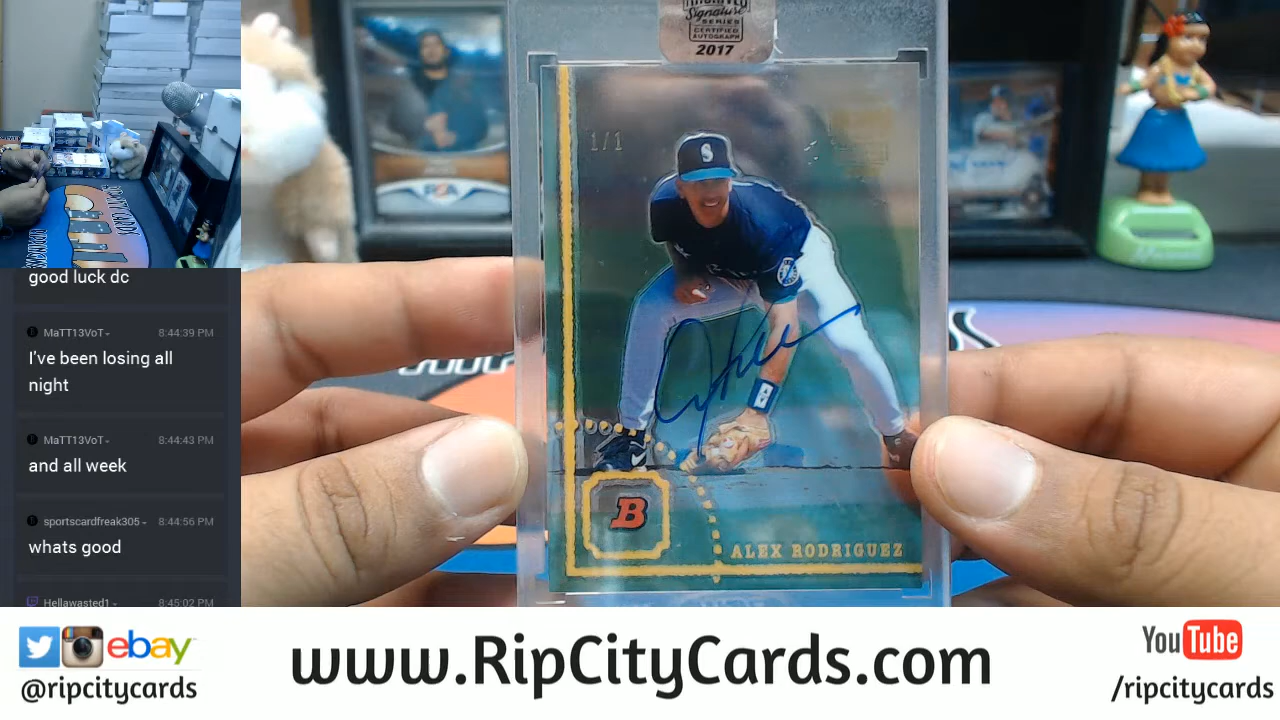 good luck dc
MaTT13VoT
8:44:39 PM
I've been losing all
night
MaTT13VoT
8:44:43 PM
and all week
sportscardfreak305
8:44:56 PM
whats good
Hellawasted1
8:45:02 PM
ARCHIVES
Signature
SERIES
CERTIFIED
AUTOGRAPH
2017
1/1
S
B
ALEX RODRIGUEZ
ebay
@ripcitycards
www.RipCityCards.com
YouTube
/ripcitycards